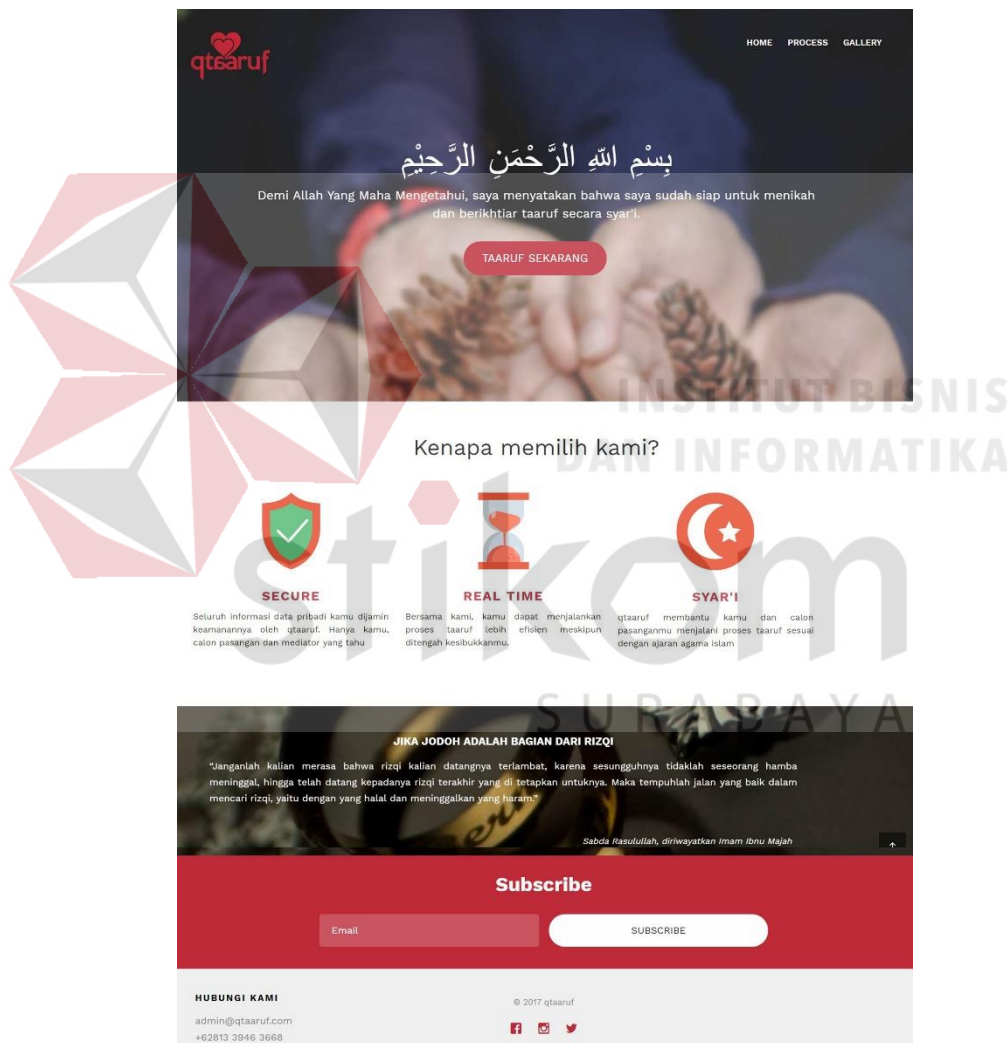 qtaaruf
HOME PROCESS GALLERY
بِسْمِ اللّٰهِ الرَّحْمَنِ الرَّحِيْمِ
Demi Allah Yang Maha Mengetahui, saya menyatakan bahwa saya sudah siap untuk menikah
dan berikhtiar taaruf secara syar'i.
TAARUF SEKARANG
INSTITUT BISNIS
DAN INFORMATIKA
Kenapa memilih kami?
stikom
SURABAYA
SECURE
Seluruh informasi data pribadi kamu dijamin
keamanannya oleh qtaaruf. Hanya kamu,
calon pasangan dan mediator yang tahu
REAL TIME
Bersama kami, kamu dapat menjalankan
proses taaruf lebih efisien meskipun
ditengah kesibukkanmu.
SYAR'I
qtaaruf membantu kamu dan calon
pasanganmu menjalani proses taaruf sesuai
dengan ajaran agama islam
JIKA JODOH ADALAH BAGIAN DARI RIZQI
"Janganlah kalian merasa bahwa rizqi kalian datangnya terlambat, karena sesungguhnya tidaklah seseorang hamba
meninggal, hingga telah datang kepadanya rizqi terakhir yang di tetapkan untuknya. Maka tempuhlah jalan yang baik dalam
mencari rizqi, yaitu dengan yang halal dan meninggalkan yang haram."
Sabda Rasulullah, diriwayatkan Imam Ibnu Majah
Subscribe
Email
SUBSCRIBE
HUBUNGI KAMI
admin@qtaaruf.com
+62813 3946 3668
© 2017 qtaaruf